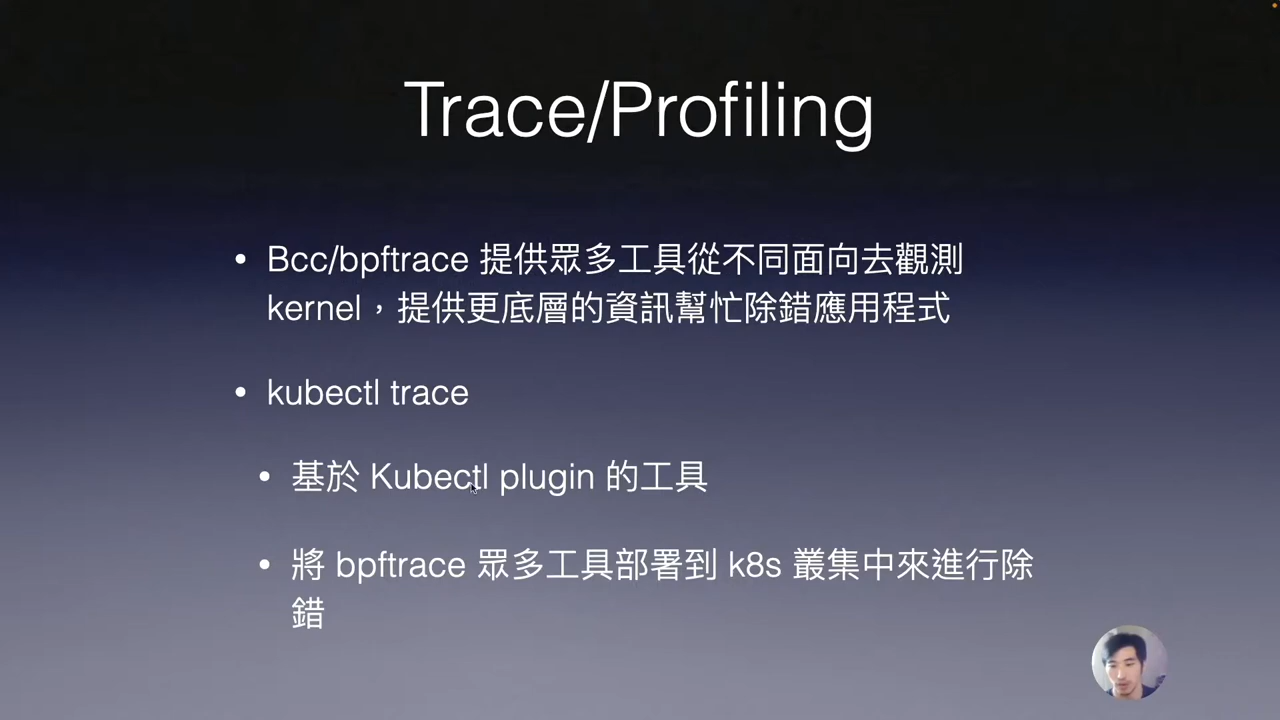 Trace/Profiling
• Bcc/bpftrace 提供眾多工具從不同面向去觀測
kernel，提供更底層的資訊幫忙除錯應用程式
• kubectl trace
• 基於 Kubectl plugin 的工具
• 將 bpftrace 眾多工具部署到 k8s 叢集中來進行除
錯